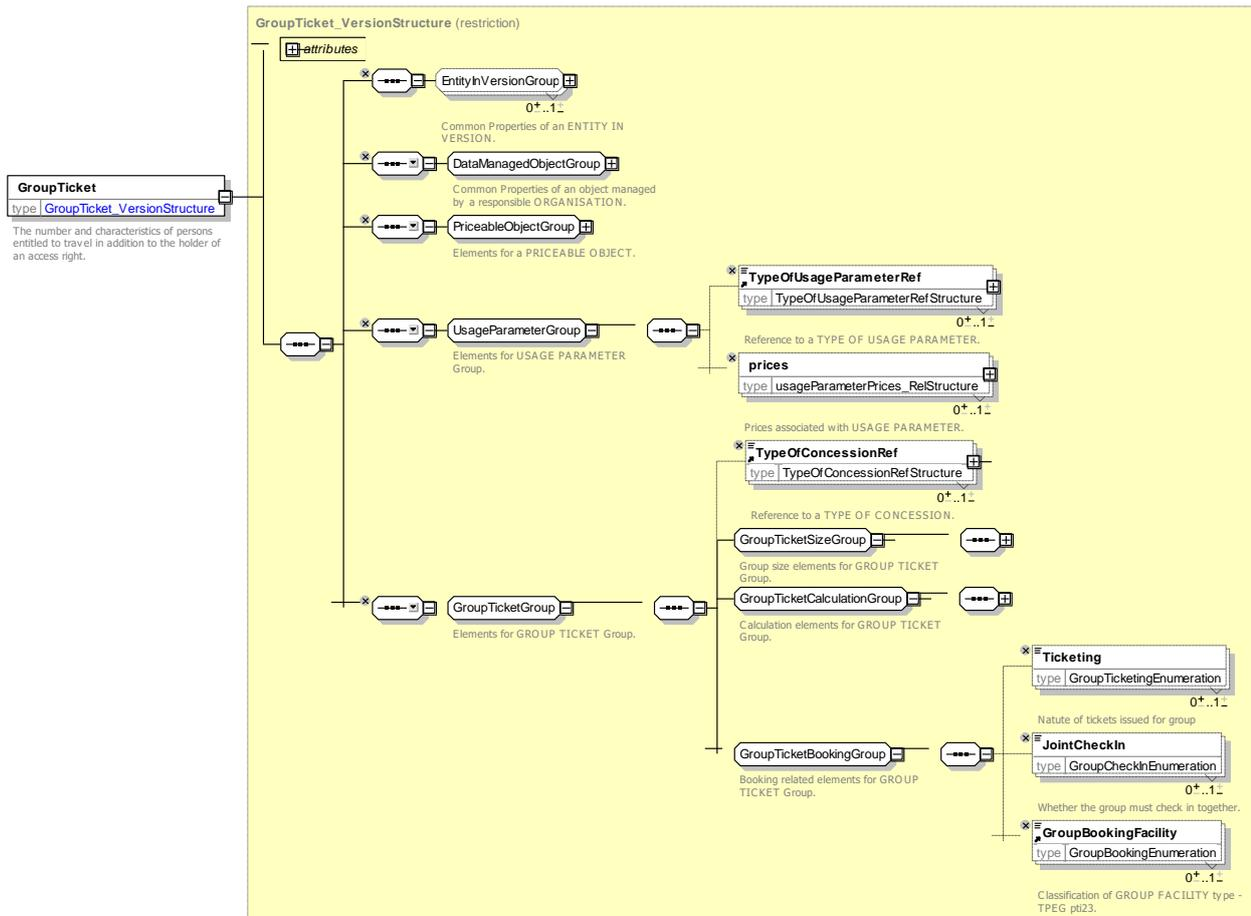 GroupTicket_VersionStructure (restriction)
attributes
EntityInVersionGroup
0..1
Common Properties of an ENTITY IN
VERSION.
DataManagedObjectGroup
Common Properties of an object managed
by a responsible ORGANISATION.
GroupTicket
type GroupTicket_VersionStructure
The number and characteristics of persons
entitled to travel in addition to the holder of
an access right.
PriceableObjectGroup
Elements for a PRICEABLE OBJECT.
TypeOfUsageParameterRef
type TypeOfUsageParameterRefStructure
0..1
Reference to a TYPE OF USAGE PARAMETER.
UsageParameterGroup
Elements for USAGE PARAMETER
Group.
prices
type usageParameterPrices_RelStructure
0..1
Prices associated with USAGE PARAMETER.
TypeOfConcessionRef
type TypeOfConcessionRefStructure
0..1
Reference to a TYPE OF CONCESSION.
GroupTicketSizeGroup
Group size elements for GROUP TICKET
Group.
GroupTicketGroup
Elements for GROUP TICKET Group.
GroupTicketCalculationGroup
Calculation elements for GROUP TICKET
Group.
Ticketing
type GroupTicketingEnumeration
0..1
Natute of tickets issued for group
GroupTicketBookingGroup
Booking related elements for GROUP
TICKET Group.
JointCheckIn
type GroupCheckInEnumeration
0..1
Whether the group must check in together.
GroupBookingFacility
type GroupBookingEnumeration
0..1
Classification of GROUP FACILITY type -
TPEG pti23.